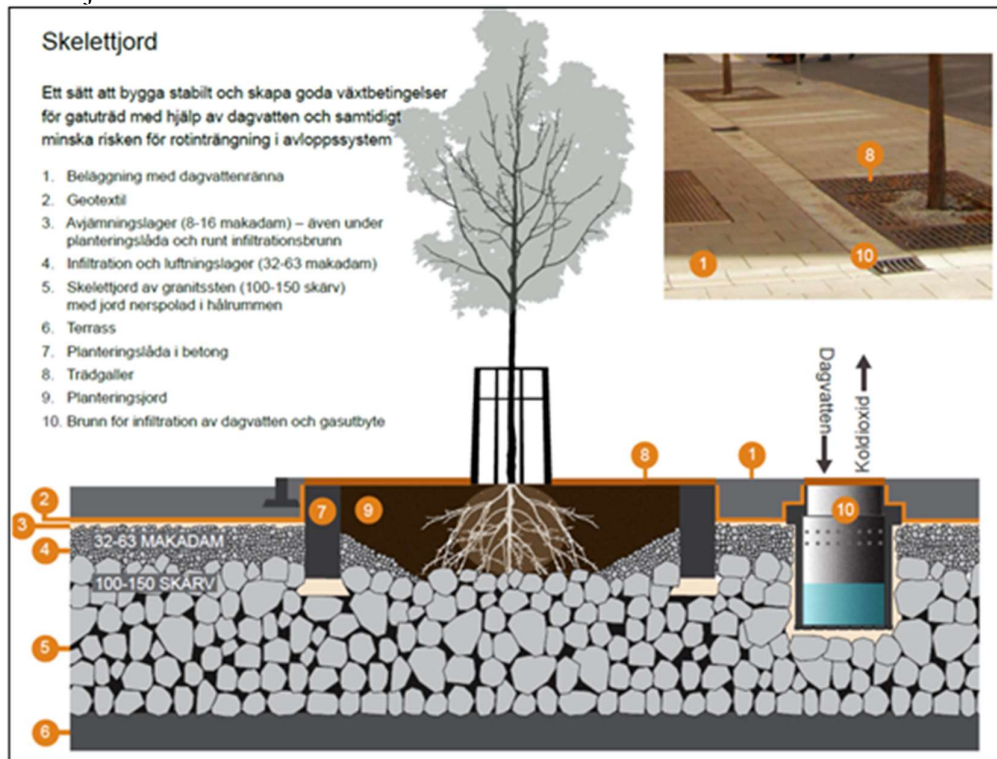 Skelettjord
Ett sätt att bygga stabilt och skapa goda växtbetingelser
för gatuträd med hjälp av dagvatten och samtidigt
minska risken för rotinträngning i avloppssystem
1. Beläggning med dagvattenränna
2. Geotextil
3. Avjämningslager (8-16 makadam) – även under
planteringslåda och runt infiltrationsbrunn
4. Infiltration och luftningslager (32-63 makadam)
5. Skelettjord av granitssten (100-150 skärv)
med jord nerspolad i hålrummen
6. Terrass
7. Planteringslåda i betong
8. Trädgaller
9. Planteringsjord
10. Brunn för infiltration av dagvatten och gasutbyte
8
1
10
Dagvatten
Koldioxid
8
1
2
7
9
10
3
32-63 MAKADAM
4
100-150 SKÄRV
5
6